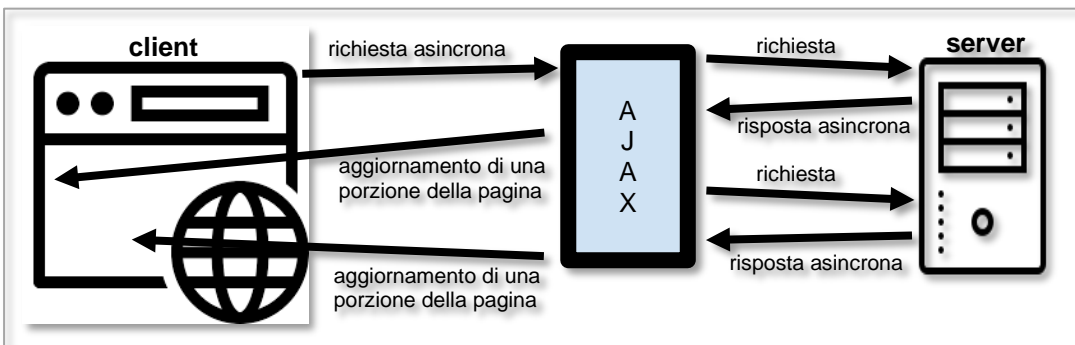 client
richiesta asincrona
richiesta
server
A
J
A
X
risposta asincrona
aggiornamento di una
porzione della pagina
richiesta
risposta asincrona
aggiornamento di una
porzione della pagina